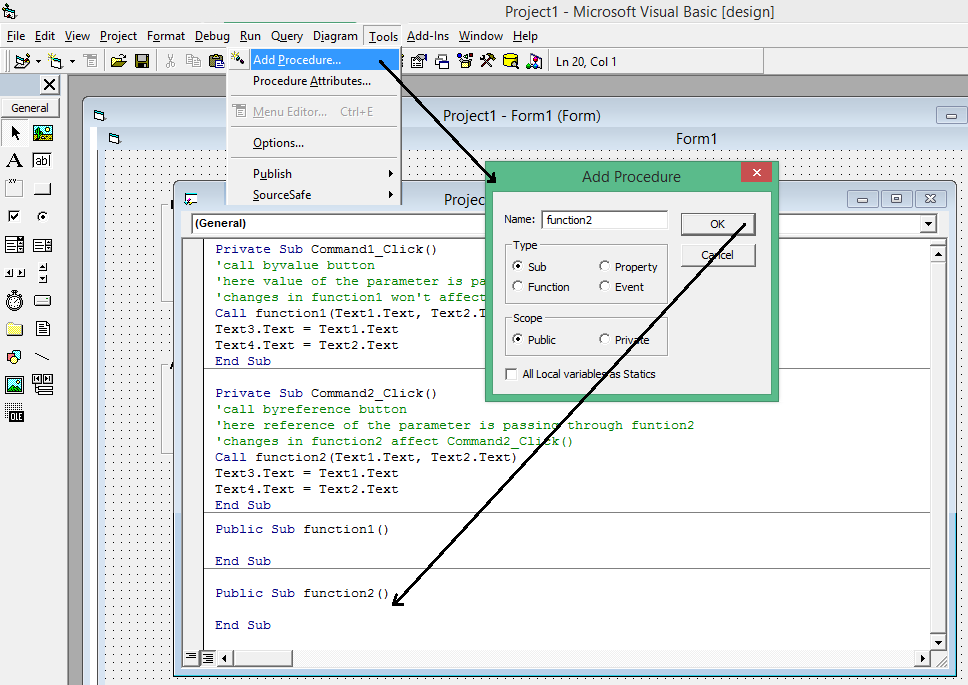 Project1 - Microsoft Visual Basic [design]
File Edit View Project Format Debug Run Query Diagram Tools Add-Ins Window Help
Ln 20, Col 1
Add Procedure...
Procedure Attributes...
Menu Editor... Ctrl+E
Options...
Publish
SourceSafe
General
A
ab
xy
OLE
Project1 - Form1 (Form)
Form1
Projec
(General)
Private Sub Command1_Click()
'call byvalue button
'here value of the parameter is pa
'changes in function1 won't affect
Call function1(Text1.Text, Text2.T
Text3.Text = Text1.Text
Text4.Text = Text2.Text
End Sub
Private Sub Command2_Click()
'call byreference button
'here reference of the parameter is passing through funtion2
'changes in function2 affect Command2_Click()
Call function2(Text1.Text, Text2.Text)
Text3.Text = Text1.Text
Text4.Text = Text2.Text
End Sub
Public Sub function1()
End Sub
Public Sub function2()
End Sub
Add Procedure
Name: function2
OK
Cancel
Type
Sub Property
Function Event
Scope
Public Private
All Local variables as Statics